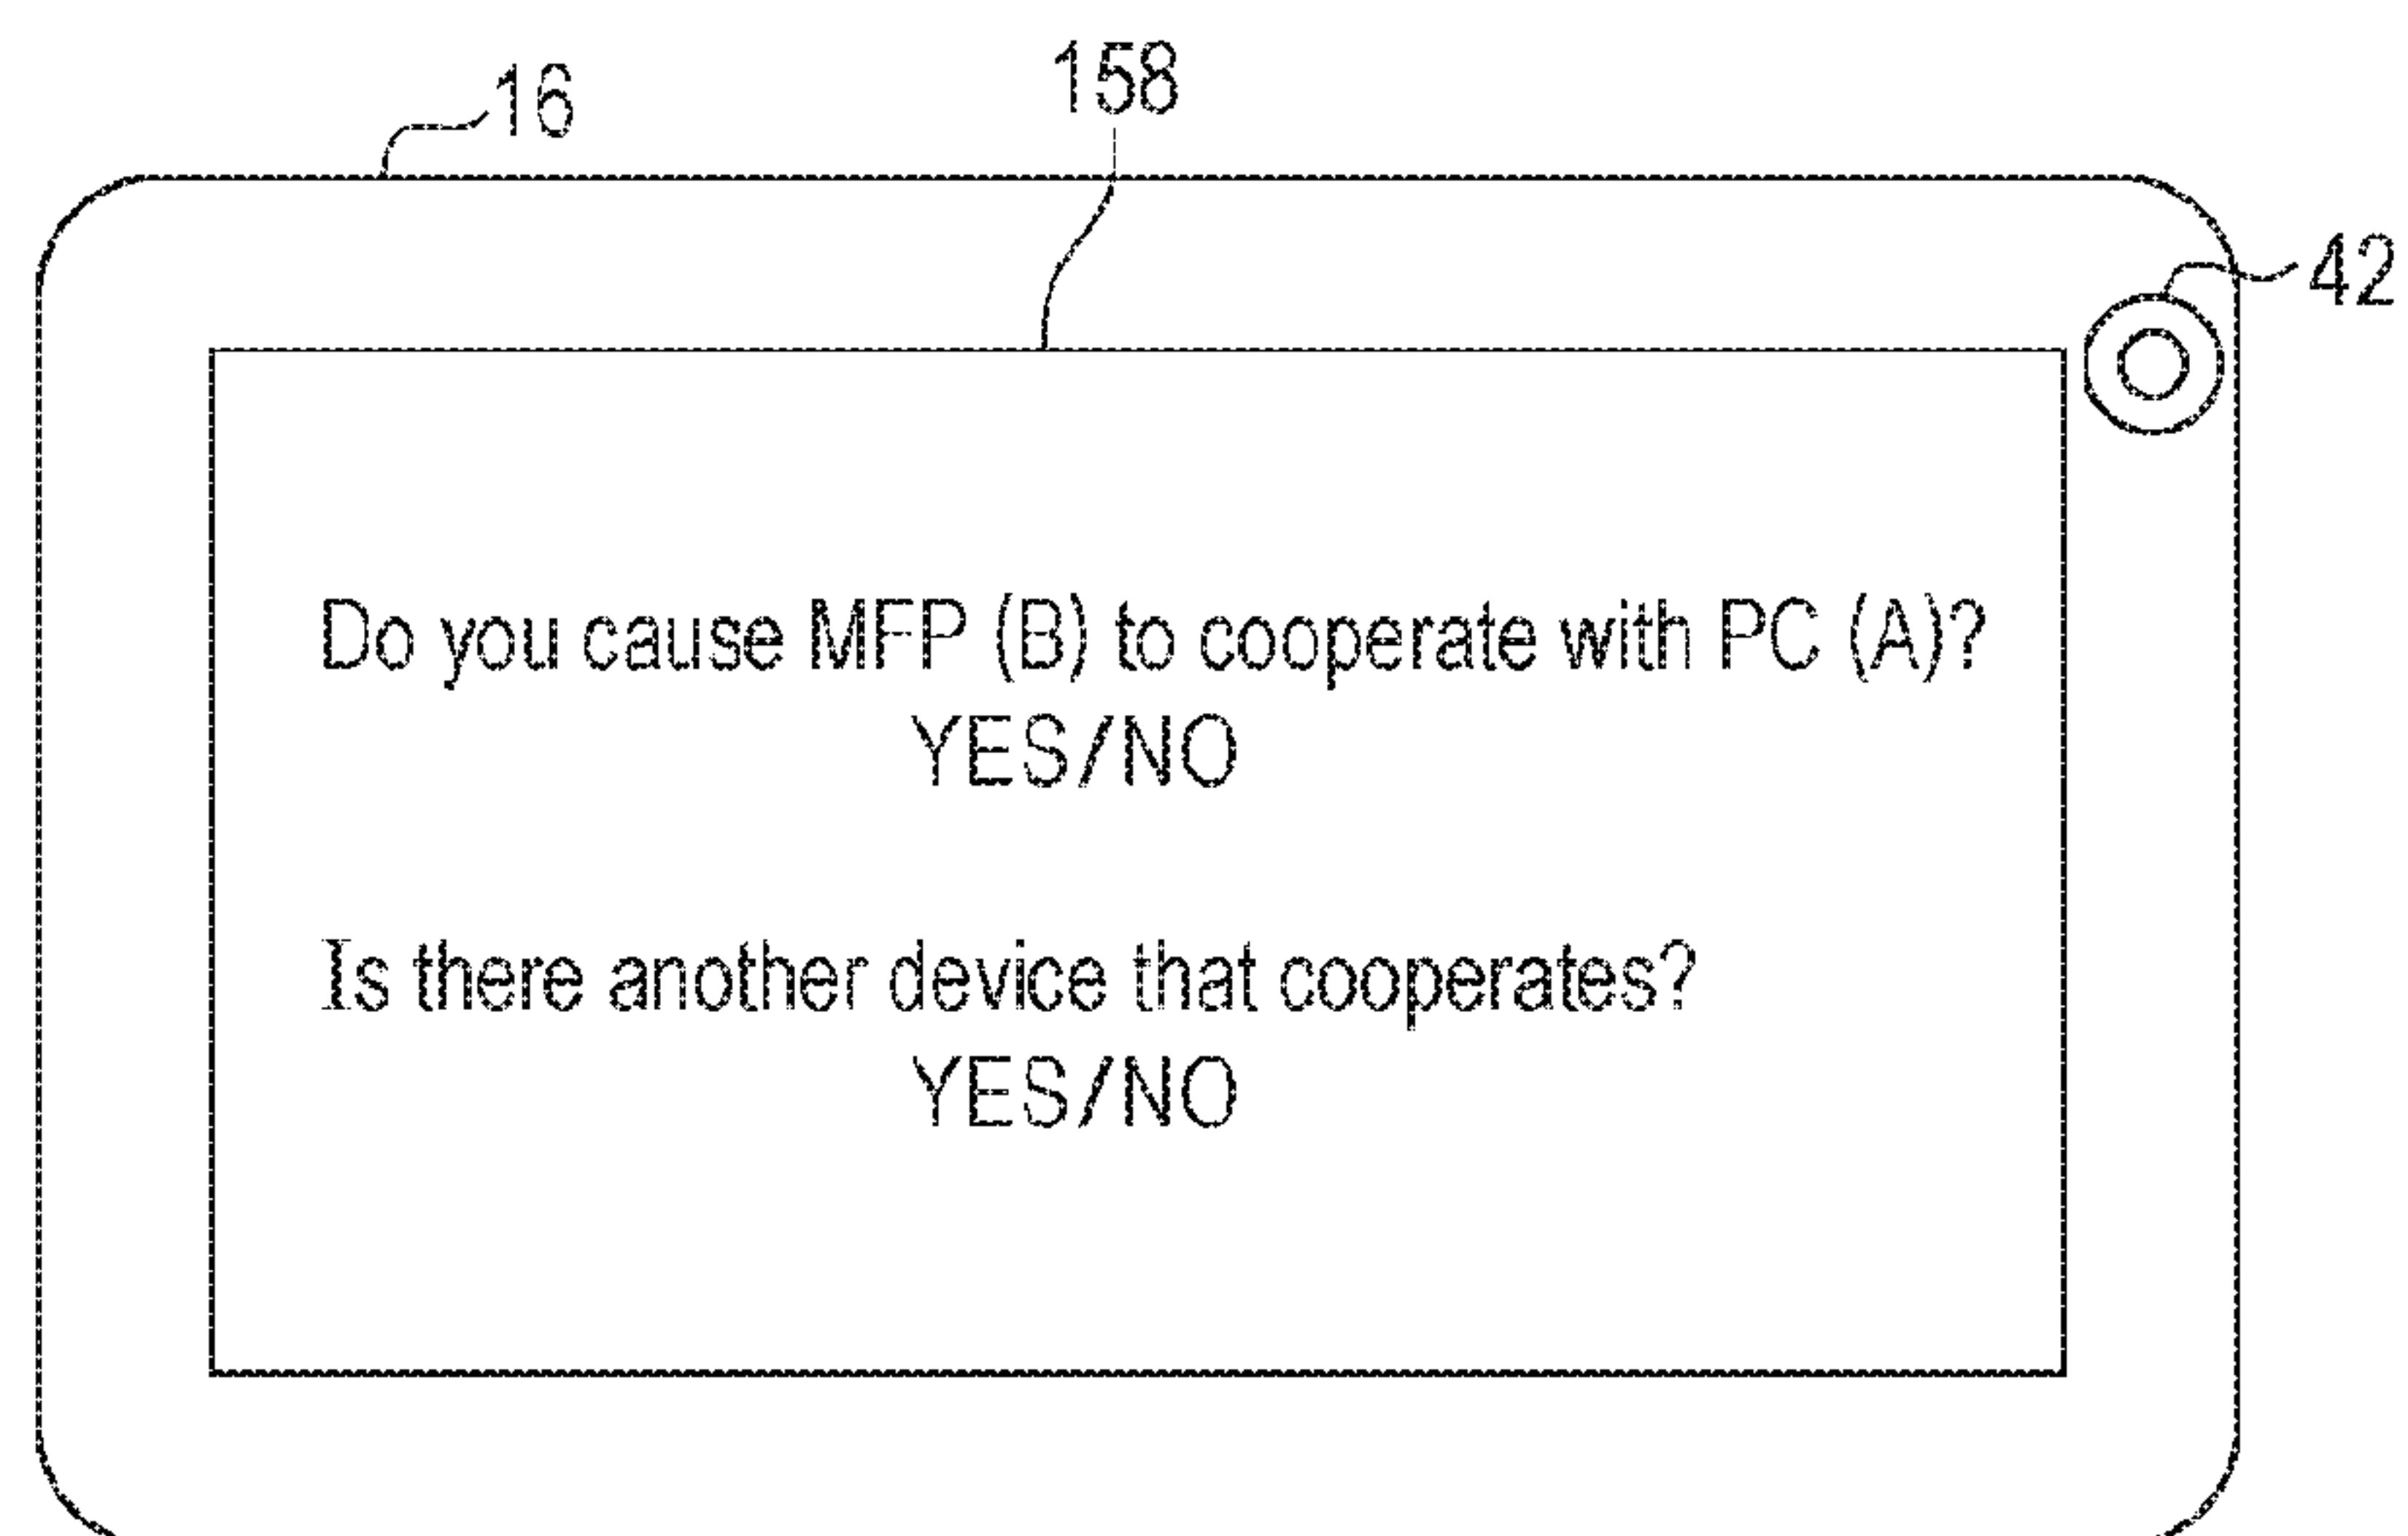 158
16
42
Do you cause MFP (B) to cooperate with PC (A)?
YES/NO
Is there another device that cooperates?
YES/NO